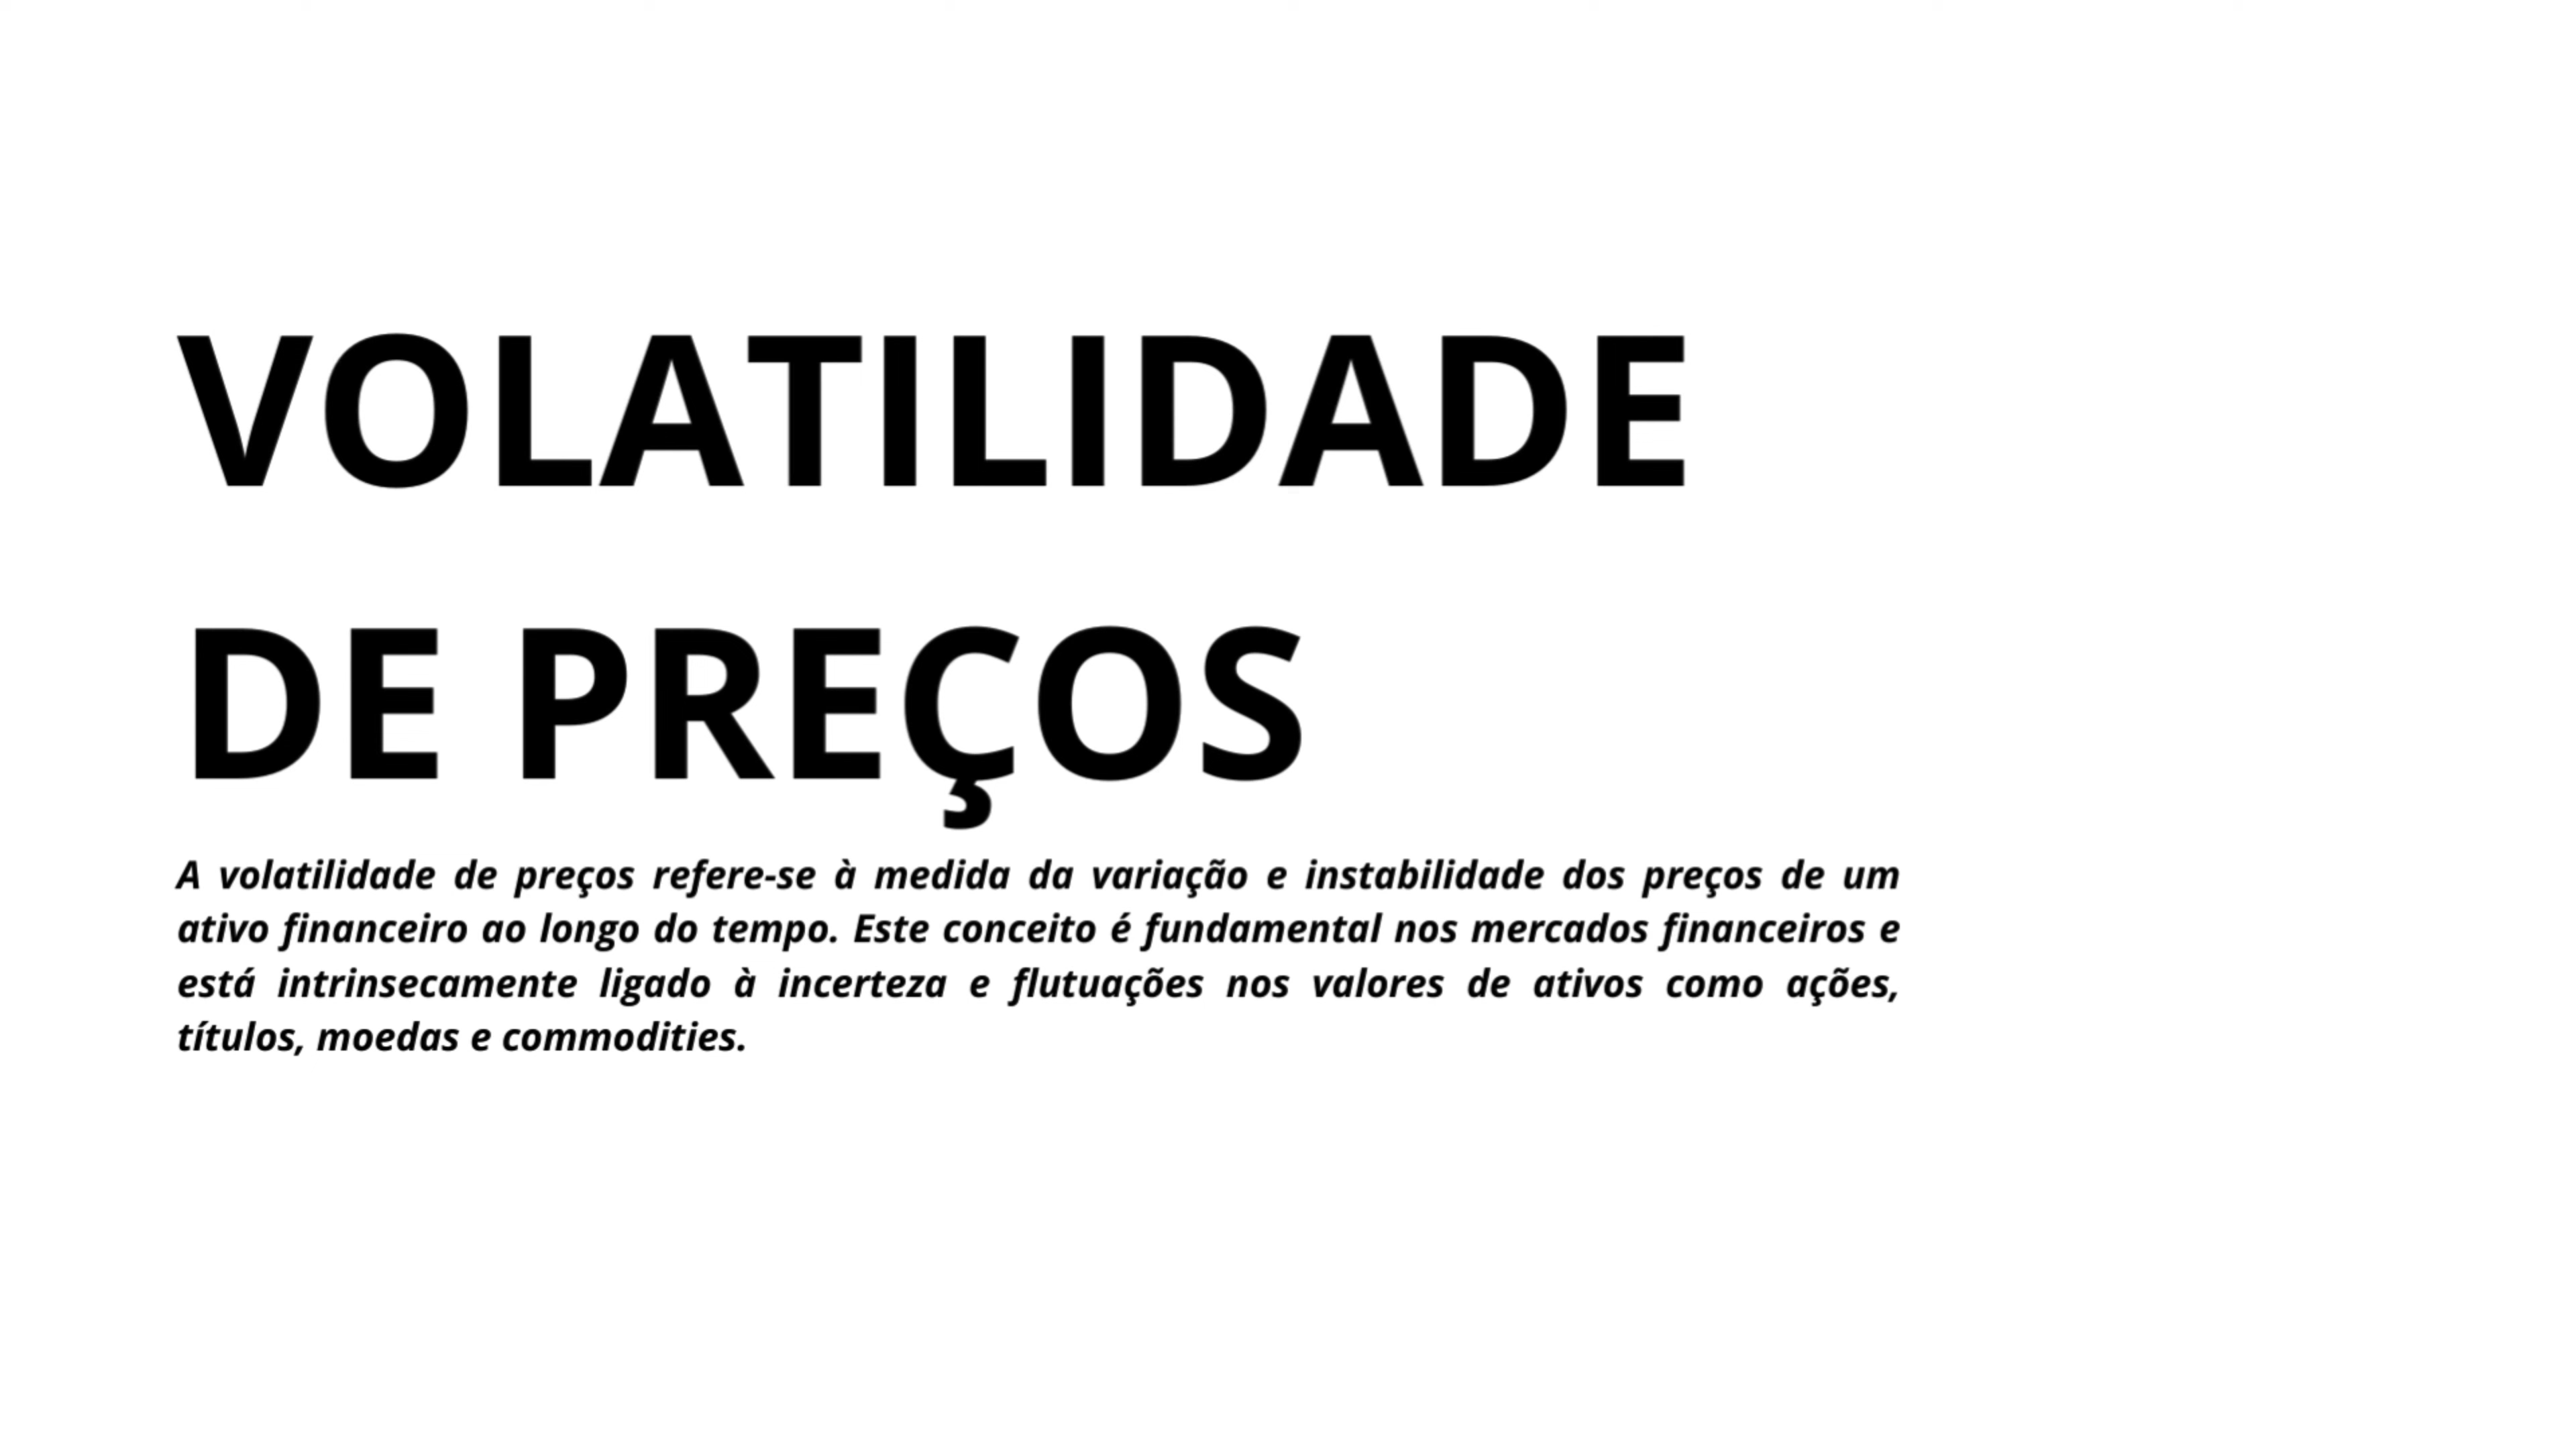 VOLATILIDADE
DE PREÇOS
A volatilidade de preços refere-se à medida da variação e instabilidade dos preços de um
ativo financeiro ao longo do tempo. Este conceito é fundamental nos mercados financeiros e
está intrinsecamente ligado à incerteza e flutuações nos valores de ativos como ações,
títulos, moedas e commodities.